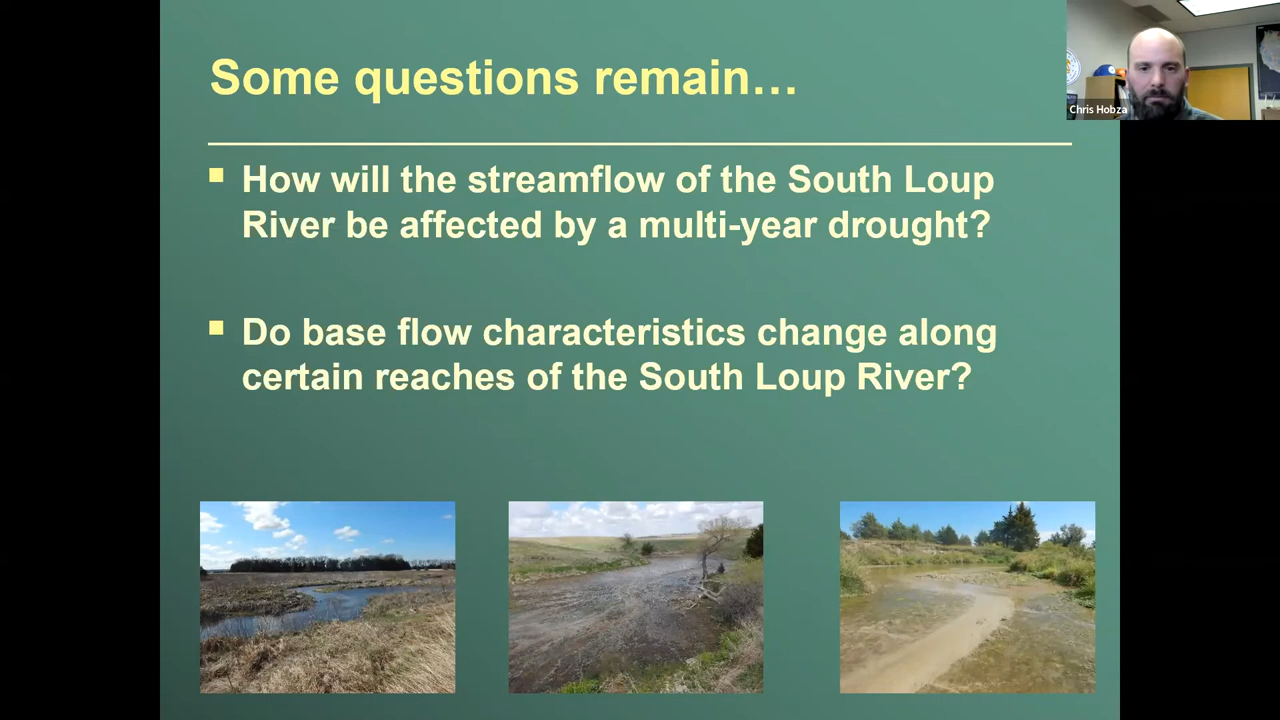 Some questions remain…
Chris Hobza
How will the streamflow of the South Loup
River be affected by a multi-year drought?
Do base flow characteristics change along
certain reaches of the South Loup River?